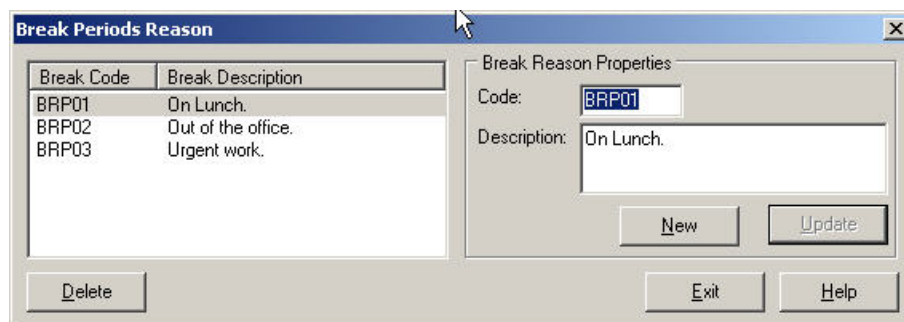 Break Periods Reason
Break Code Break Description
BRP01 On Lunch.
BRP02 Out of the office.
BRP03 Urgent work.
Break Reason Properties
Code: BRP01
Description: On Lunch.
New Update
Delete Exit Help